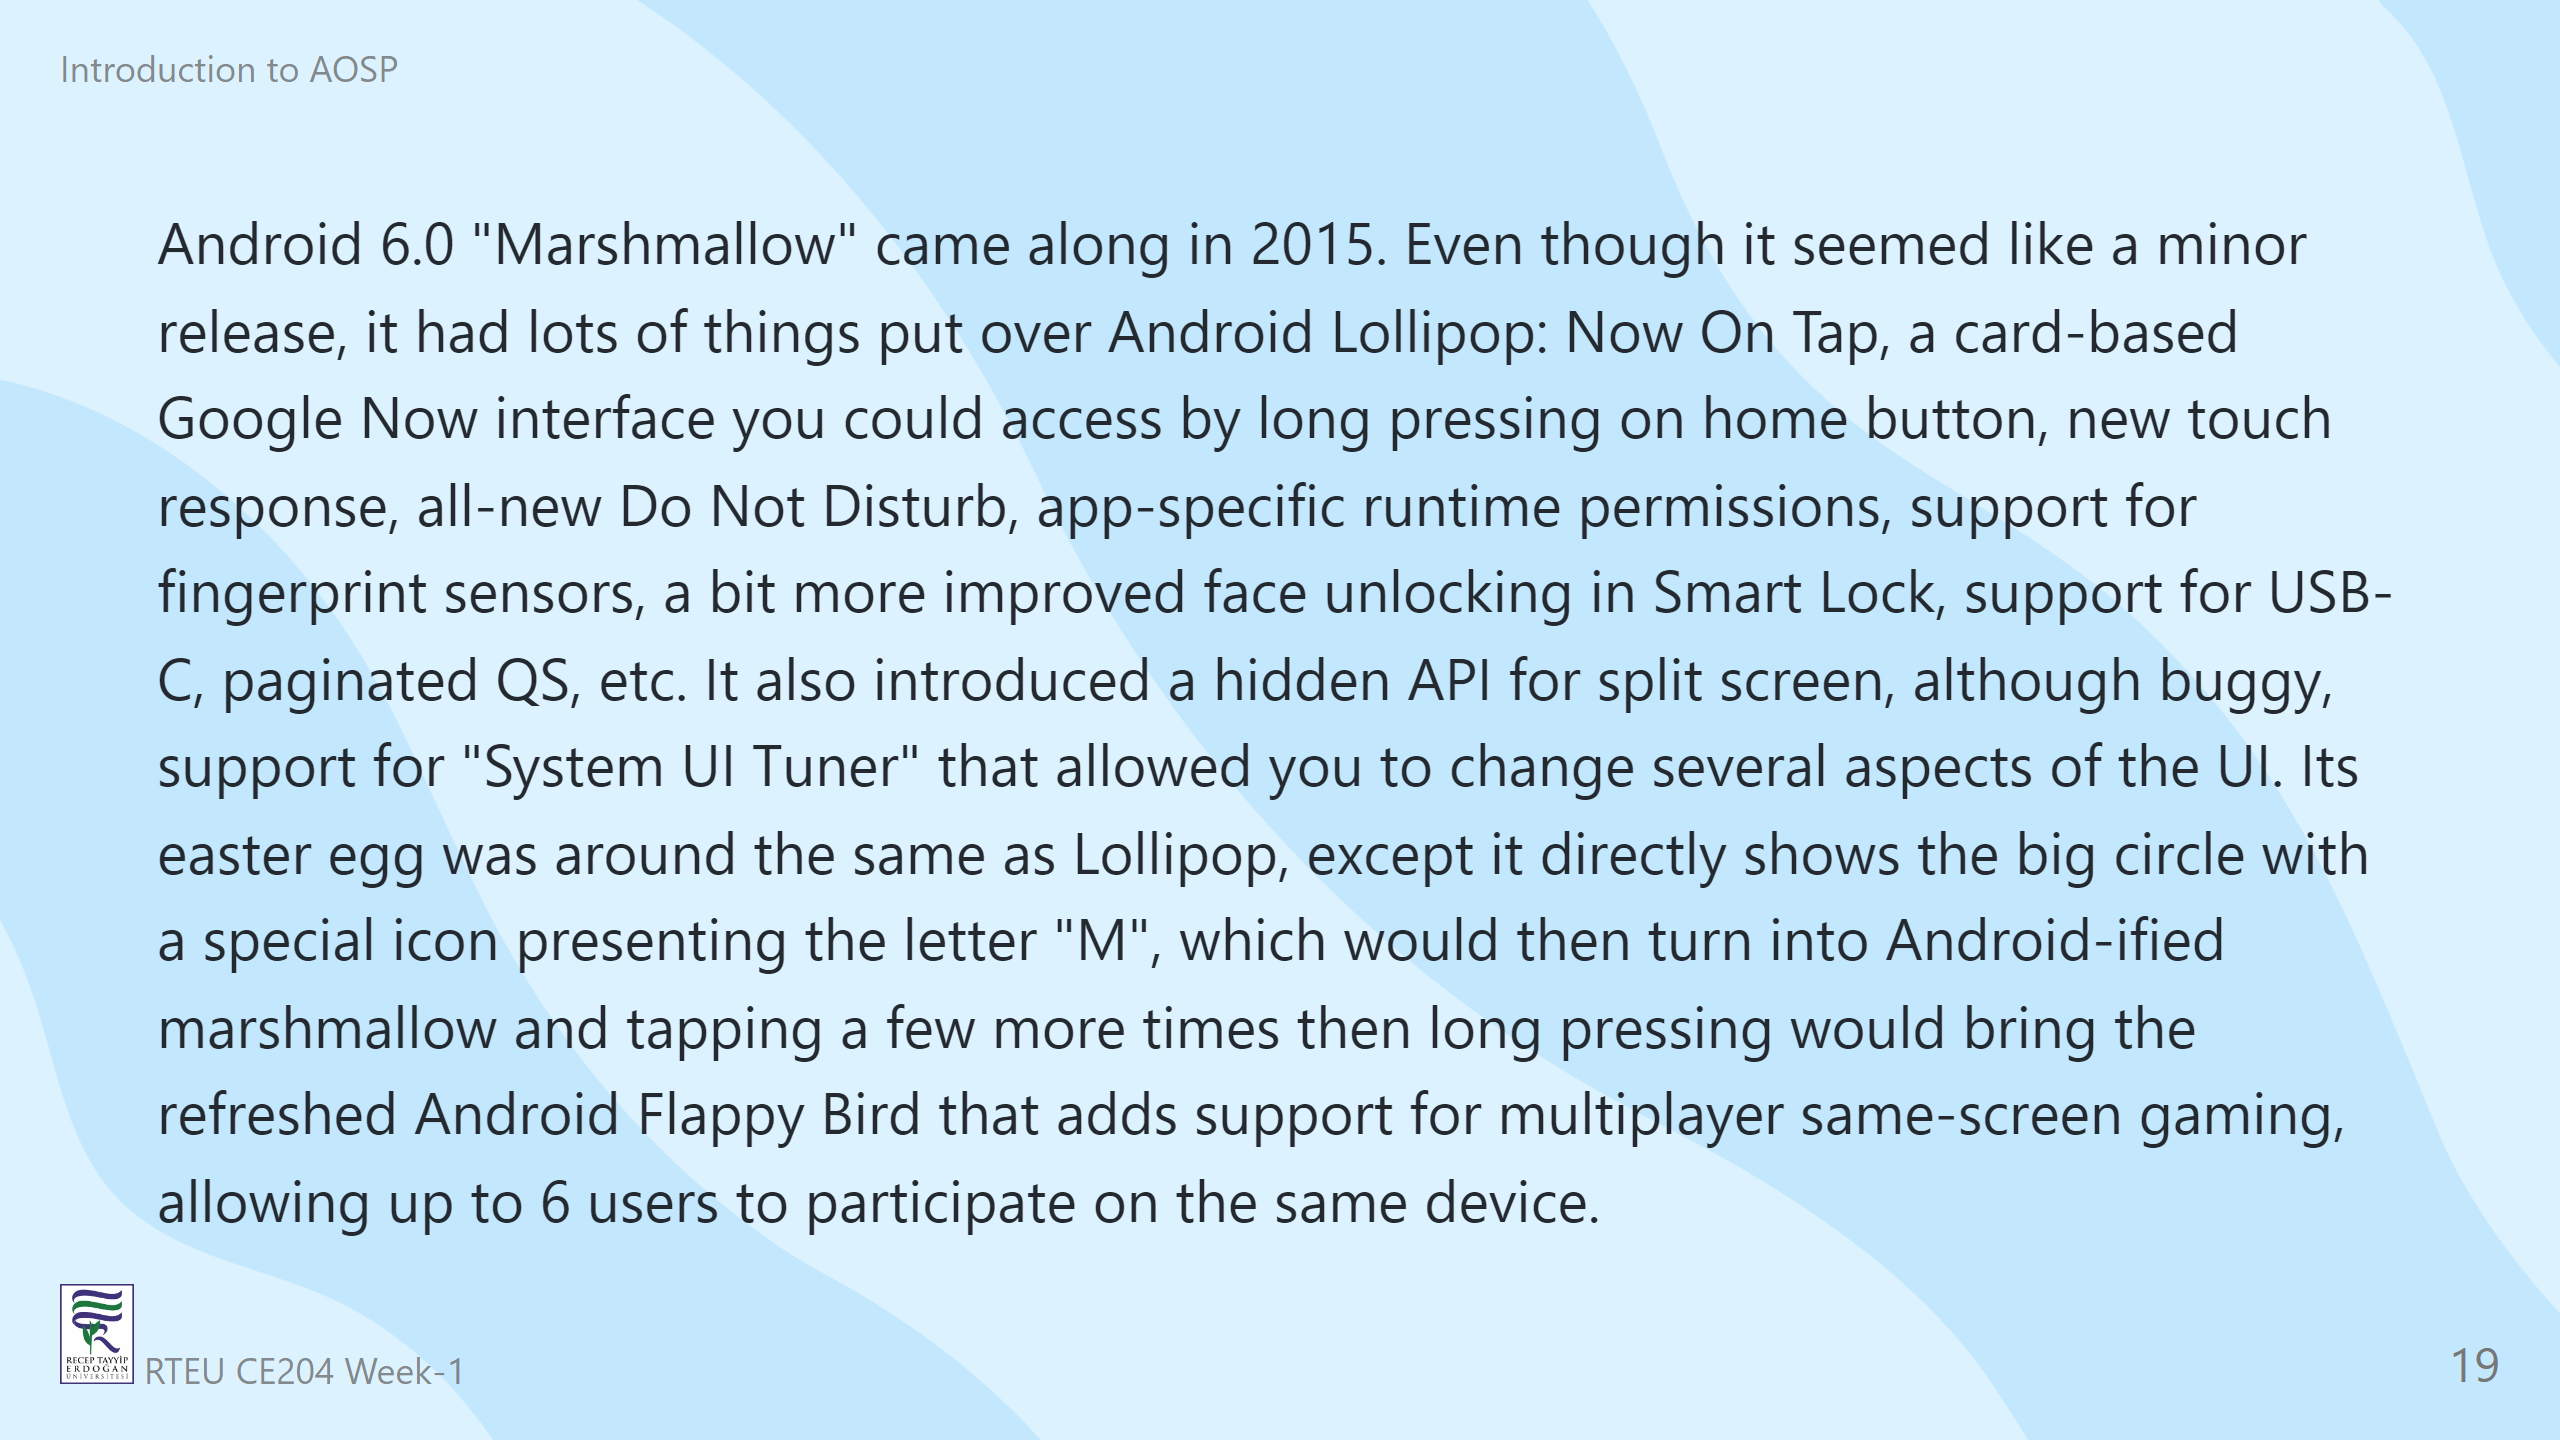 Introduction to AOSP
Android 6.0 "Marshmallow" came along in 2015. Even though it seemed like a minor
release, it had lots of things put over Android Lollipop: Now On Tap, a card-based
Google Now interface you could access by long pressing on home button, new touch
response, all-new Do Not Disturb, app-specific runtime permissions, support for
fingerprint sensors, a bit more improved face unlocking in Smart Lock, support for USB-
C, paginated QS, etc. It also introduced a hidden API for split screen, although buggy,
support for "System UI Tuner" that allowed you to change several aspects of the UI. Its
easter egg was around the same as Lollipop, except it directly shows the big circle with
a special icon presenting the letter "M", which would then turn into Android-ified
marshmallow and tapping a few more times then long pressing would bring the
refreshed Android Flappy Bird that adds support for multiplayer same-screen gaming,
allowing up to 6 users to participate on the same device.
RECEP TAYYİP
ERDOĞAN
ÜNİVERSİTESİ
RTEU CE204 Week-1
19